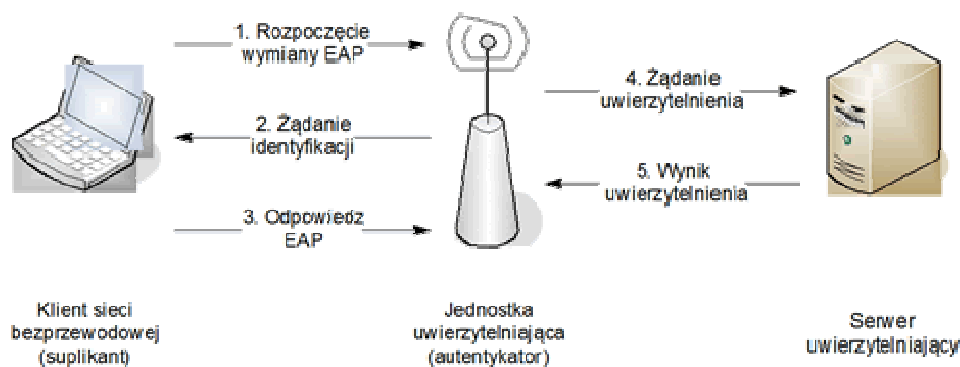 1. Rozpoczęcie
wymiany EAP
2. Żądanie
identyfikacji
3. Odpowiedz
EAP
4. Żądanie
uwierzytelnienia
5. Wynik
uwierzytelnienia
Klient sieci
bezprzewodowej
(suplikant)
Jednostka
uwierzytelniająca
(autentykator)
Serwer
uwierzytelniający